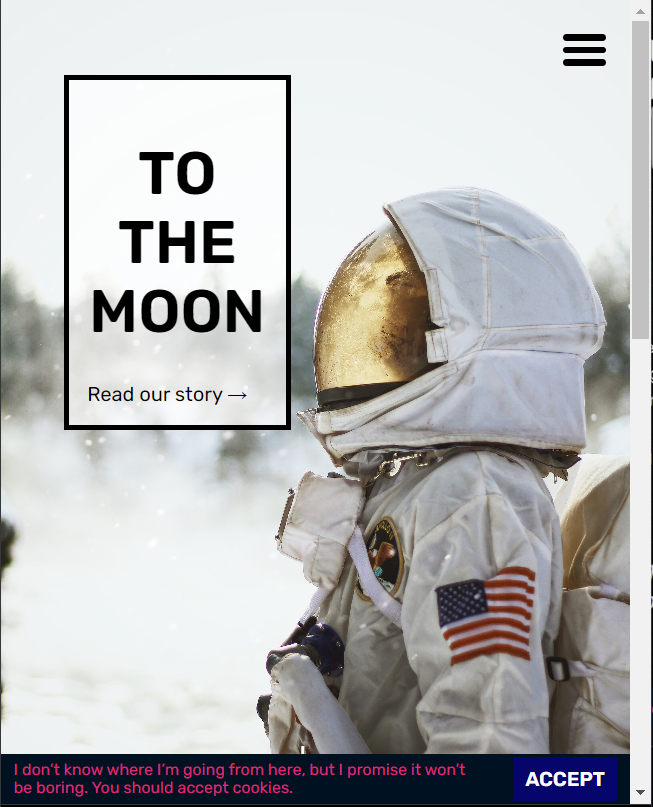 TO
THE
MOON
Read our story →
I don't know where I'm going from here, but I promise it won't
be boring. You should accept cookies.
ACCEPT